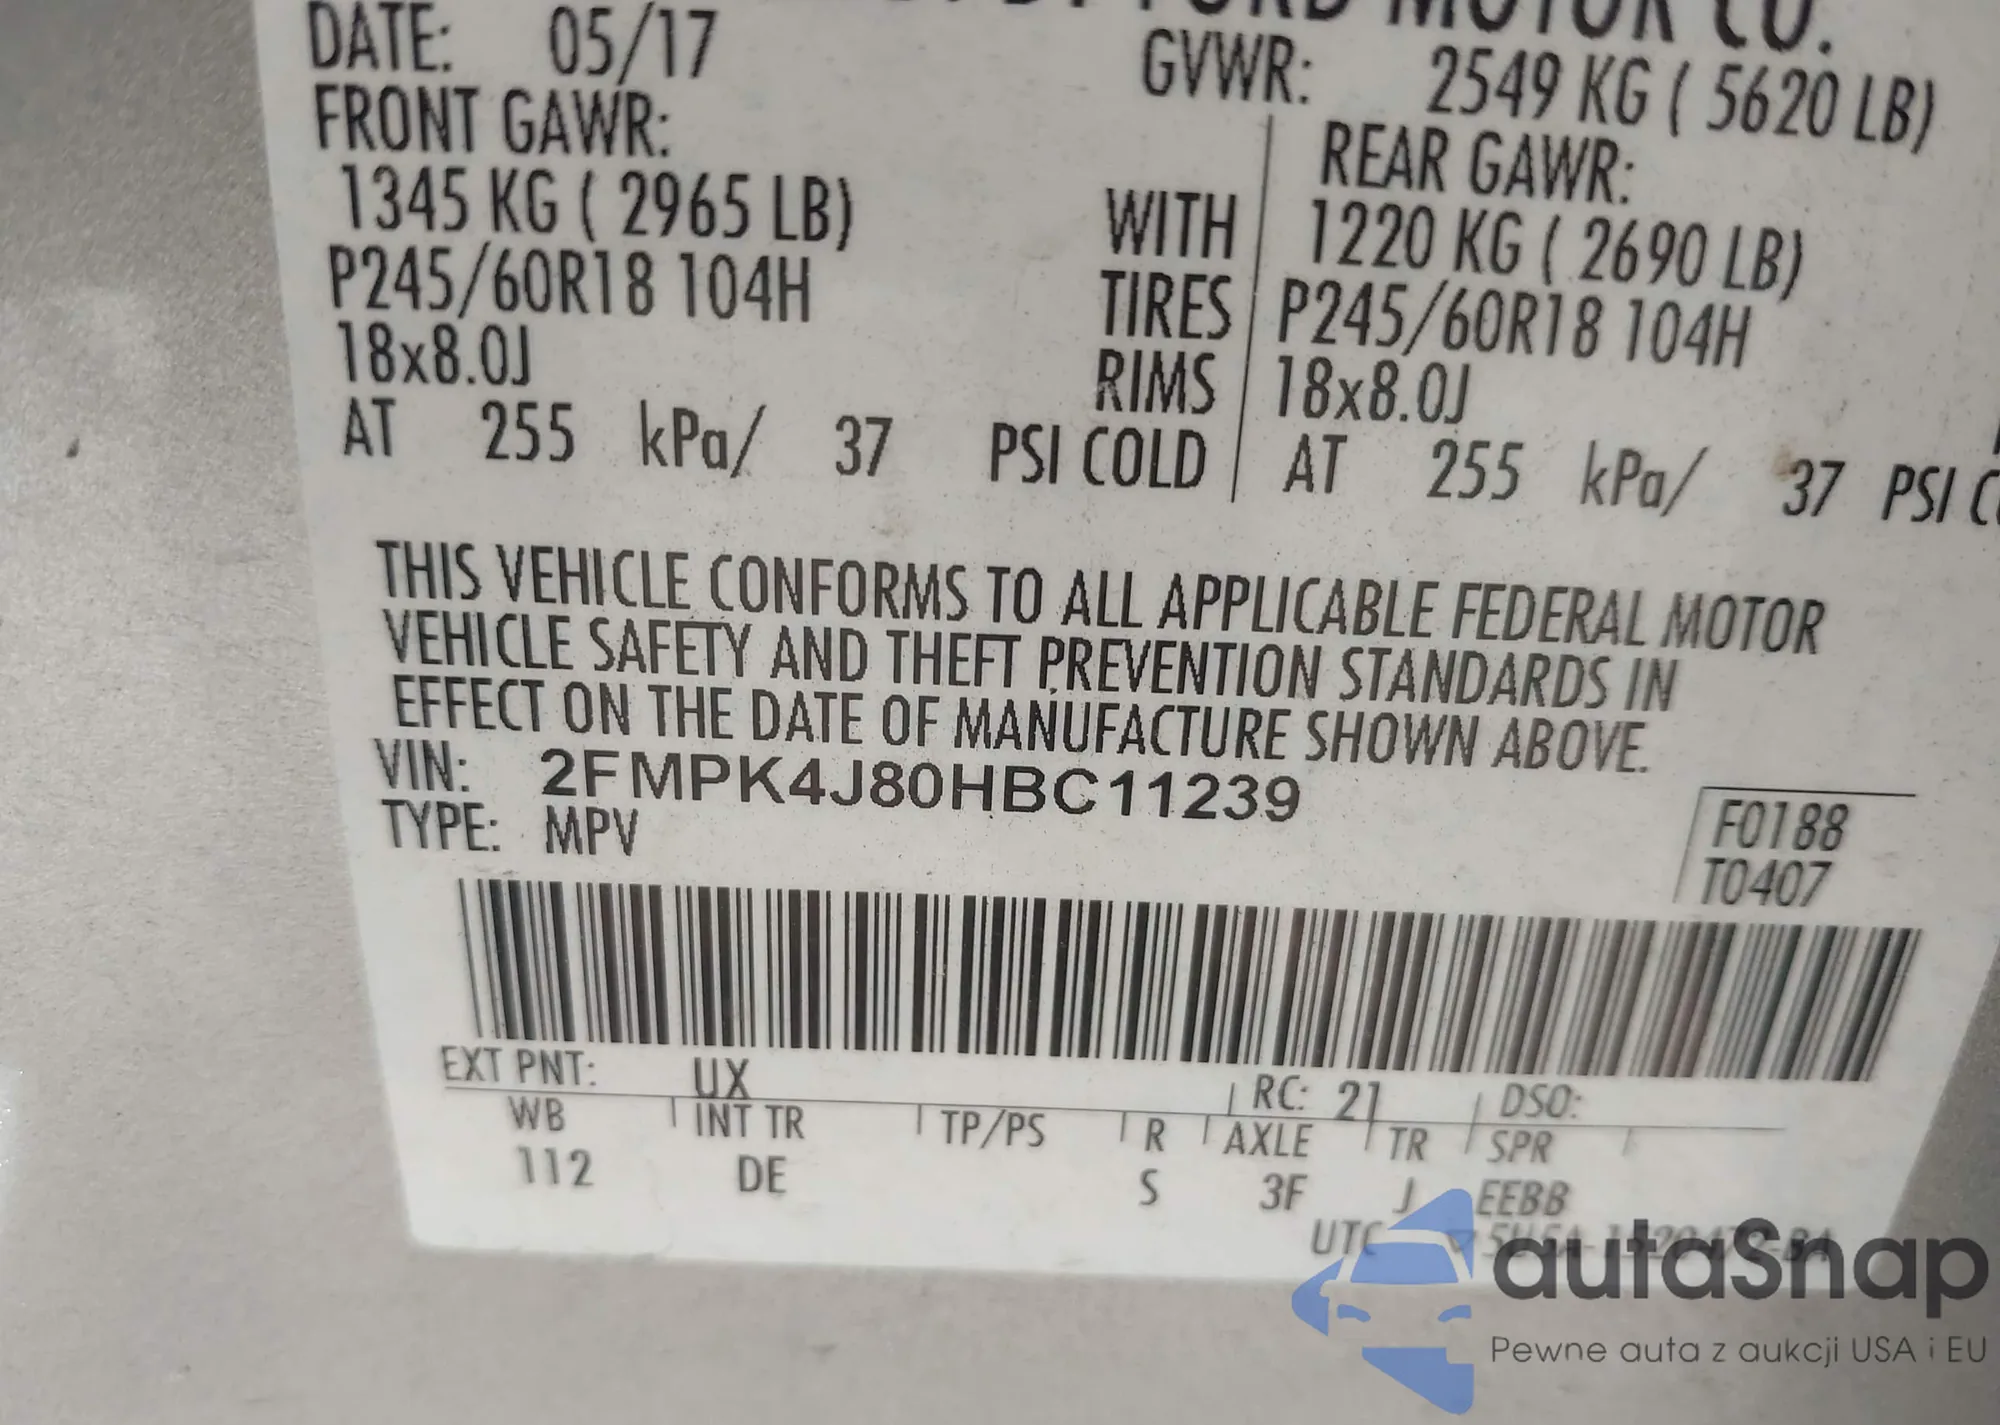 FORD MOTOR CO.
DATE: 05/17 GVWR: 2549 KG ( 5620 LB)
FRONT GAWR: REAR GAWR:
1345 KG ( 2965 LB) WITH 1220 KG ( 2690 LB)
P245/60R18 104H TIRES P245/60R18 104H
18x8.0J RIMS 18x8.0J
AT 255 kPa/ 37 PSI COLD AT 255 kPa/ 37 PSI
THIS VEHICLE CONFORMS TO ALL APPLICABLE FEDERAL MOTOR
VEHICLE SAFETY AND THEFT PREVENTION STANDARDS IN
EFFECT ON THE DATE OF MANUFACTURE SHOWN ABOVE.
VIN: 2FMPK4J80HBC11239
TYPE: MPV
F0188
T0407
EXT PNT: UX RC: 21 DSO:
WB INT TR TP/PS R AXLE TR SPR
112 DE S 3F J EEBB
UTC
autaSnap
Pewne auta z aukcji USA i EU